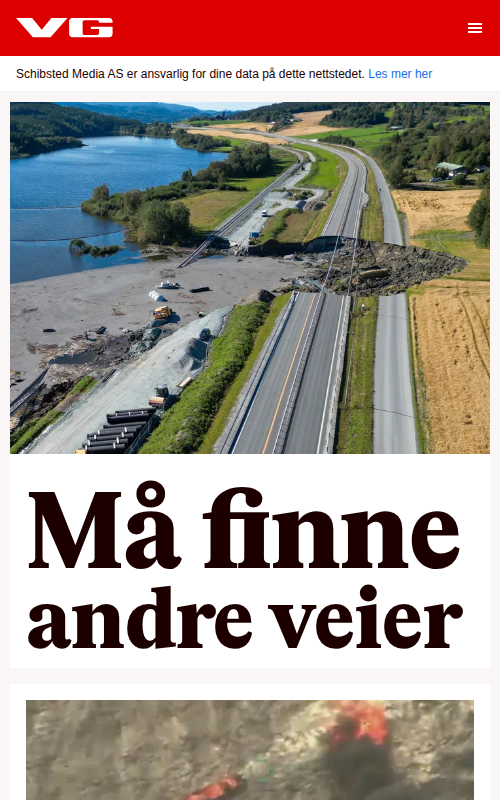 VG
Schibsted Media AS er ansvarlig for dine data på dette nettstedet. Les mer her
Må finne
andre veier